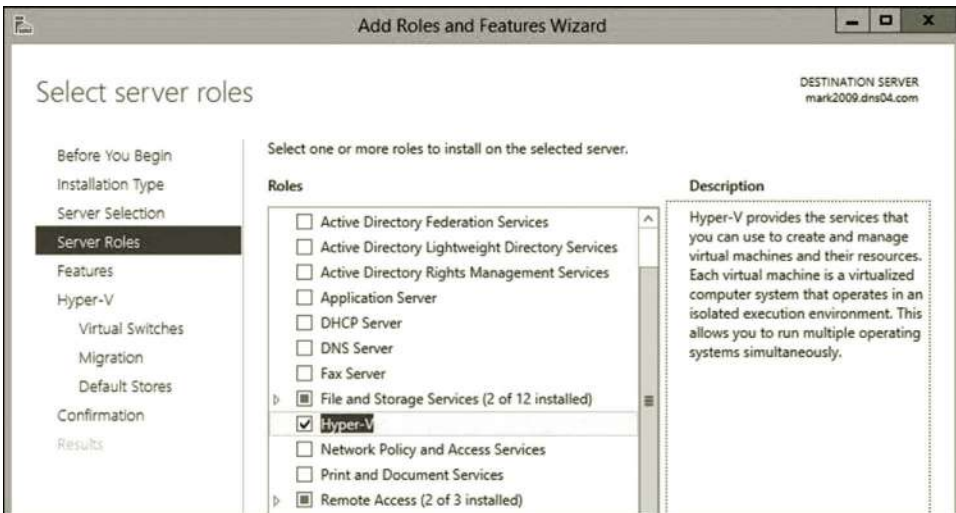 Add Roles and Features Wizard
Select server roles
DESTINATION SERVER
mark2009.dns04.com
Before You Begin
Installation Type
Server Selection
Server Roles
Features
Hyper-V
Virtual Switches
Migration
Default Stores
Confirmation
Results
Select one or more roles to install on the selected server.
Roles
Active Directory Federation Services
Active Directory Lightweight Directory Services
Active Directory Rights Management Services
Application Server
DHCP Server
DNS Server
Fax Server
File and Storage Services (2 of 12 installed)
Hyper-V
Network Policy and Access Services
Print and Document Services
Remote Access (2 of 3 installed)
Description
Hyper-V provides the services that
you can use to create and manage
virtual machines and their resources.
Each virtual machine is a virtualized
computer system that operates in an
isolated execution environment. This
allows you to run multiple operating
systems simultaneously.